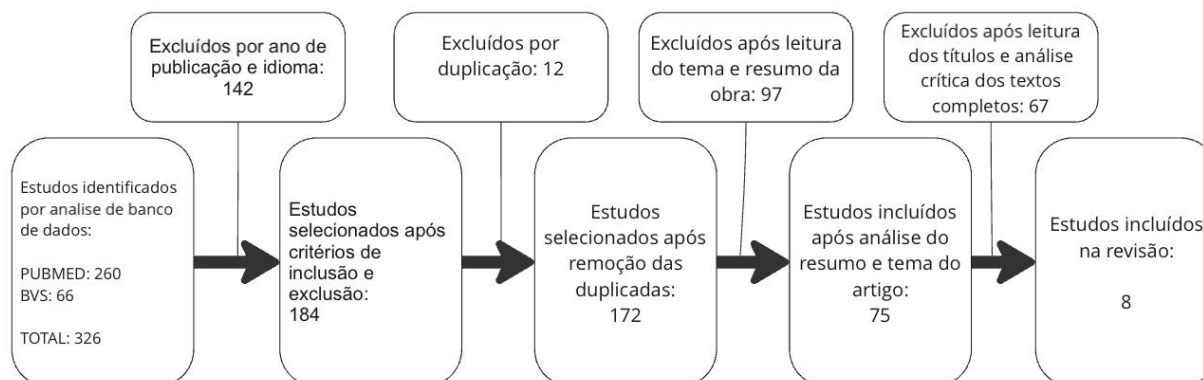 Excluídos por ano de
publicação e idioma:
142
Excluídos por
duplicação: 12
Excluídos após leitura
do tema e resumo da
obra: 97
Excluídos após leitura
dos títulos e análise
crítica dos textos
completos: 67
Estudos identificados
por analise de banco
de dados:
PUBMED: 260
BVS: 66
TOTAL: 326
Estudos
selecionados após
critérios de
inclusão e
exclusão:
184
Estudos
selecionados após
remoção das
duplicadas:
172
Estudos incluídos
após análise do
resumo e tema do
artigo:
75
Estudos incluídos
na revisão:
8